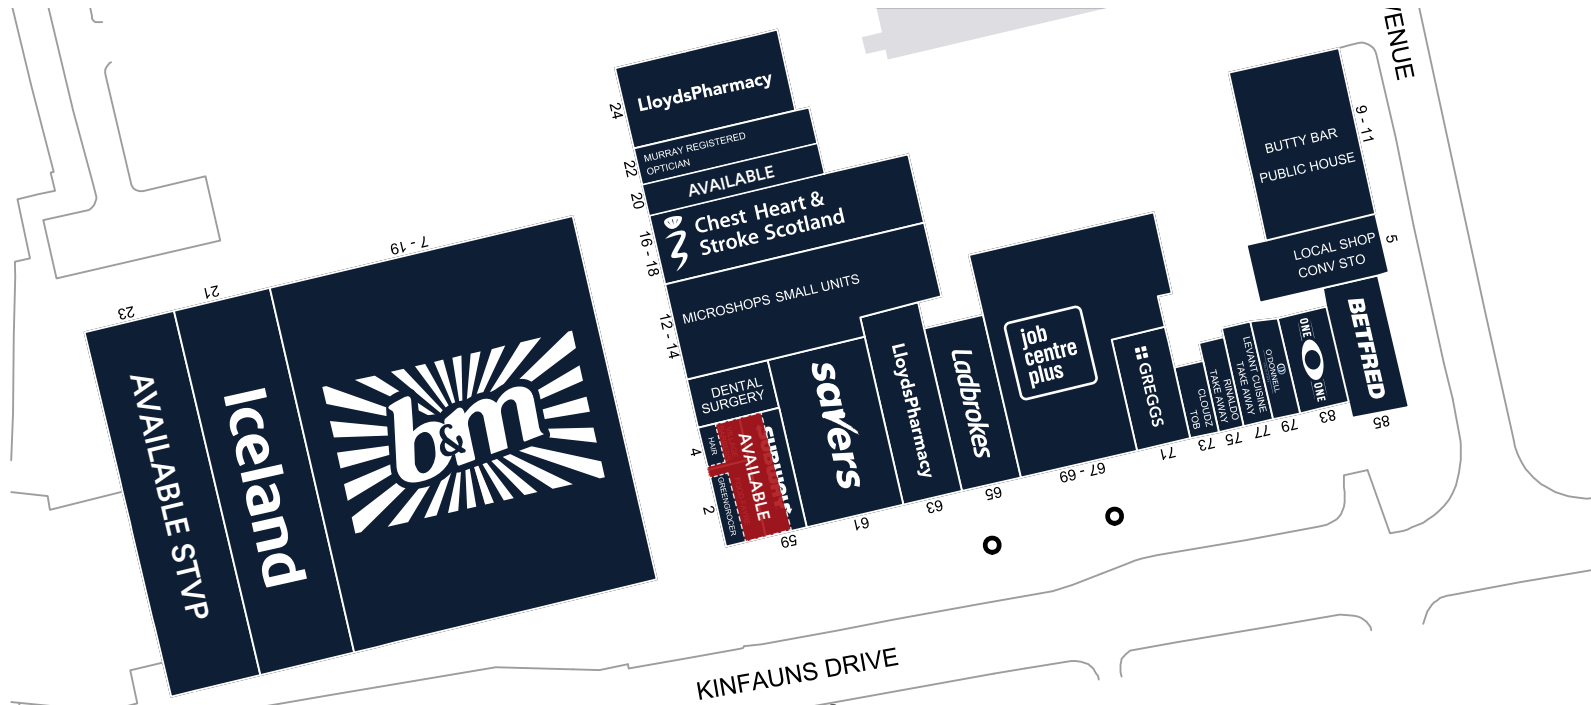 VENUE
24
LloydsPharmacy
22
MURRAY REGISTERED
OPTICIAN
20
AVAILABLE
16 - 18
Chest Heart &
Stroke Scotland
12 - 14
MICROSHOPS SMALL UNITS
DENTAL
SURGERY
4
HAIR
2
GREENGROCER
AVAILABLE
59
savers
61
LloydsPharmacy
63
Ladbrokes
65
job
centre
plus
67 - 69
GREGGS
71
CLOUDZ
TOB
73
RINALDO
TAKE AWAY
75
LEVANT CUISINE
TAKE AWAY
77
O'DONNELL
79
ONE
O
ONE
83
BETFRED
85
LOCAL SHOP
CONV STO
5
BUTTY BAR
PUBLIC HOUSE
9 - 11
23
AVAILABLE STVP
21
Iceland
7 - 19
b&m
KINFAUNS DRIVE